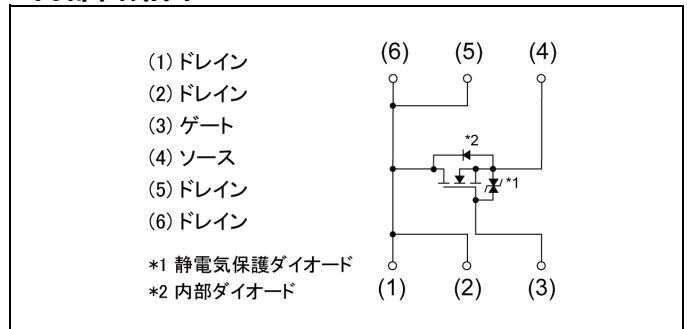 (1) ドレイン
(2) ドレイン
(3) ゲート
(4) ソース
(5) ドレイン
(6) ドレイン
*1 静電気保護ダイオード
*2 内部ダイオード
(6) (5) (4)
*2
*1
(1) (2) (3)